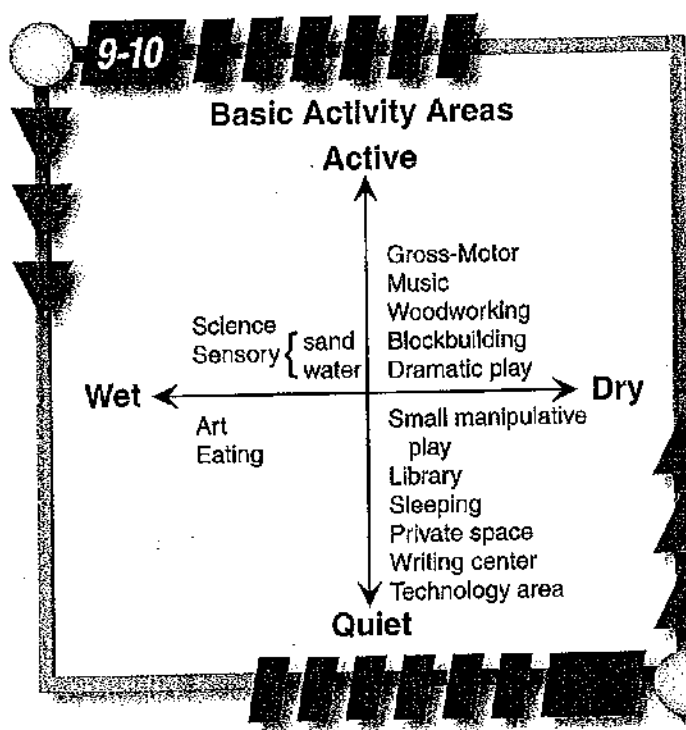 9-10
Basic Activity Areas
Active
Gross-Motor
Music
Woodworking
Blockbuilding
Dramatic play
Science
Sensory { sand
water
Wet
Dry
Art
Eating
Small manipulative
play
Library
Sleeping
Private space
Writing center
Technology area
Quiet